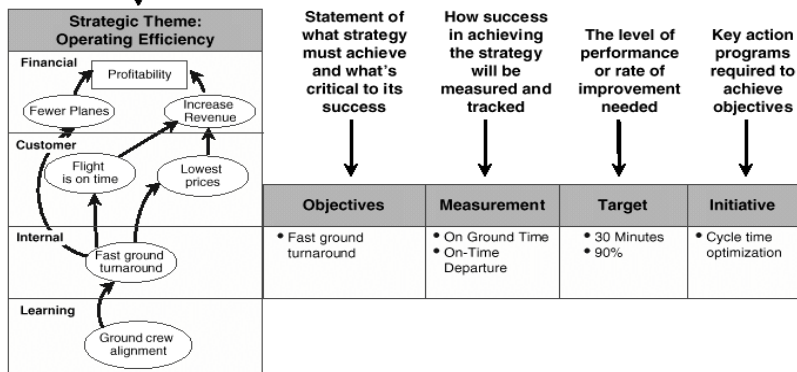 Strategic Theme:
Operating Efficiency
Financial
Profitability
Fewer Planes
Increase
Revenue
Customer
Flight
is on time
Lowest
prices
Internal
Fast ground
turnaround
Learning
Ground crew
alignment
Statement of
what strategy
must achieve
and what's
critical to its
success
How success
in achieving
the strategy
will be
measured and
tracked
The level of
performance
or rate of
improvement
needed
Key action
programs
required to
achieve
objectives
Objectives
Measurement
Target
Initiative
• Fast ground
turnaround
• On Ground Time
• On-Time
Departure
• 30 Minutes
• 90%
• Cycle time
optimization